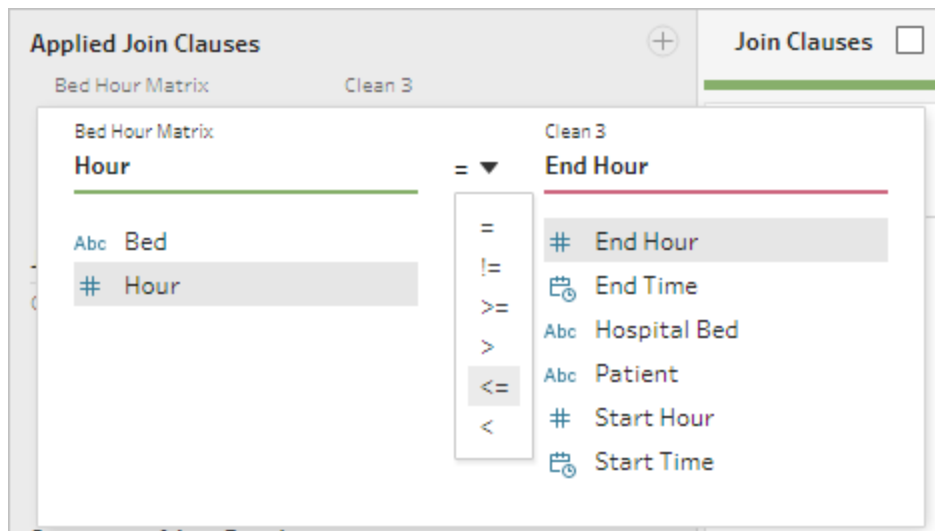 Applied Join Clauses
Join Clauses
Bed Hour Matrix Clean 3
Bed Hour Matrix Clean 3
Hour = End Hour
Abc Bed
# Hour
=
!=
>=
>
<=
<
# End Hour
End Time
Abc Hospital Bed
Abc Patient
# Start Hour
Start Time